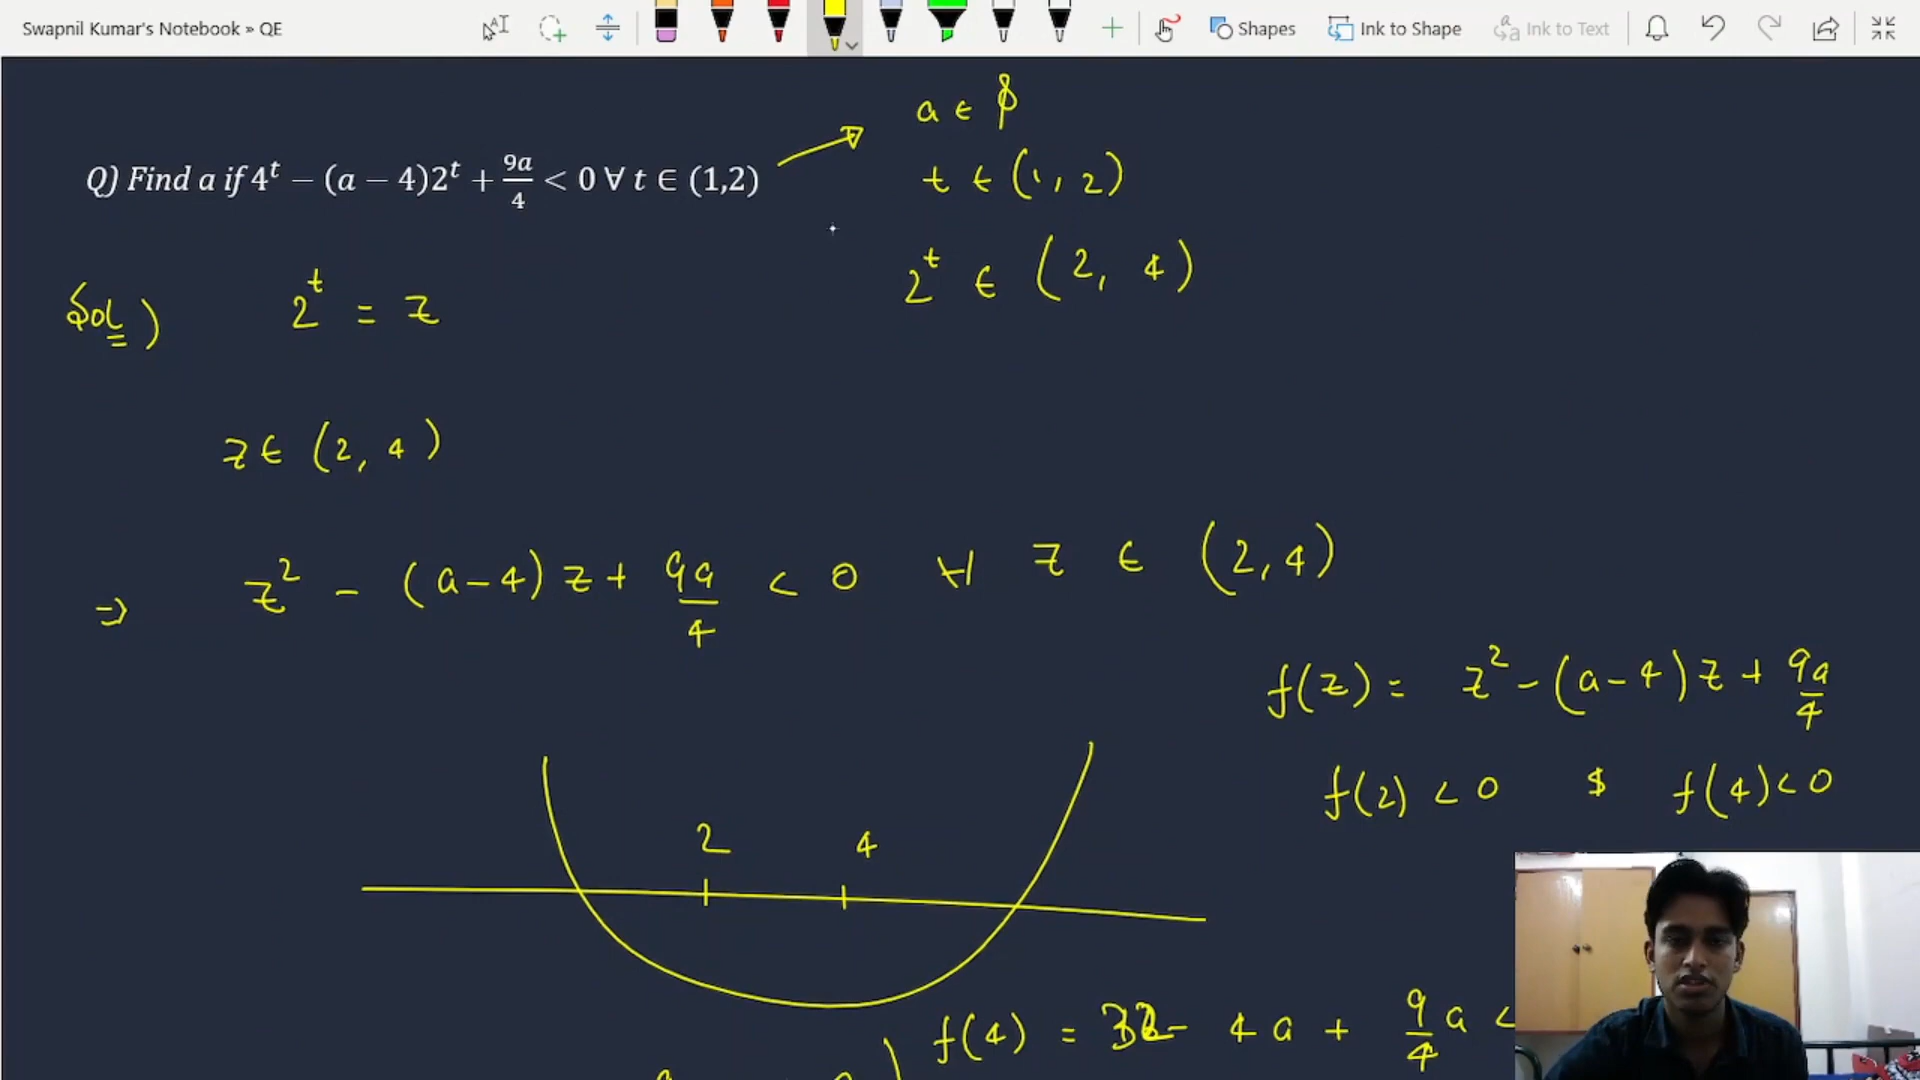 Swapnil Kumar's Notebook » QE
Shapes
Ink to Shape
Ink to Text
a ∈ ϕ
Q) Find a if 4^t − (a − 4)2^t + 9a/4 < 0 ∀ t ∈ (1,2)
t ∈ (1, 2)
2^t ∈ (2, 4)
Sol) 2^t = z
z ∈ (2, 4)
⇒ z^2 − (a−4) z + 9a/4 < 0 ∀ z ∈ (2,4)
f(z) = z^2 − (a−4) z + 9a/4
f(2) < 0 & f(4) < 0
2 4
f(4) = 32 − 4a + 9/4 a <